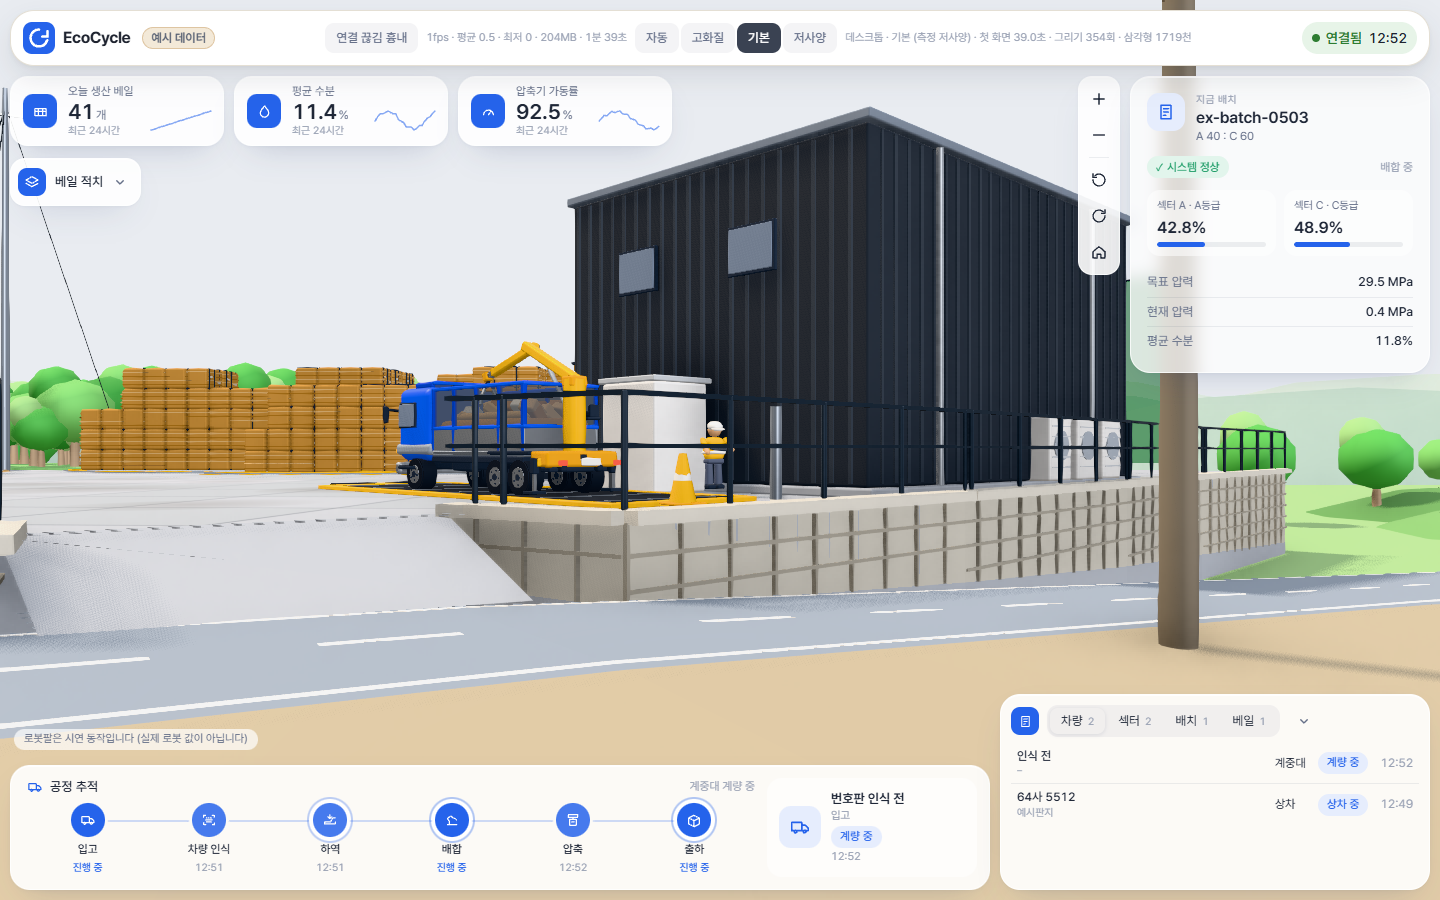 EcoCycle
예시 데이터
연결 끊김 흉내
1fps · 평균 0.5 · 최저 0 · 204MB · 1분 39초
자동
고화질
기본
저사양
데스크톱 · 기본 (측정 저사양) · 첫 화면 39.0초 · 그리기 354회 · 삼각형 1719천
연결됨 12:52
오늘 생산 베일
41 개
최근 24시간
평균 수분
11.4 %
최근 24시간
압축기 가동률
92.5 %
최근 24시간
베일 적치
지금 배치
ex-batch-0503
A 40 : C 60
✓ 시스템 정상
배합 중
섹터 A · A등급
42.8%
섹터 C · C등급
48.9%
목표 압력 29.5 MPa
현재 압력 0.4 MPa
평균 수분 11.8%
로봇팔은 시연 동작입니다 (실제 로봇 값이 아닙니다)
공정 추적
계중대 계량 중
입고
진행 중
차량 인식
12:51
하역
12:51
배합
진행 중
압축
12:52
출하
진행 중
번호판 인식 전
입고
계량 중
12:52
차량 2
섹터 2
배치 1
베일 1
인식 전
–
계중대 계량 중 12:52
64사 5512
예시판지
상차 상차 중 12:49